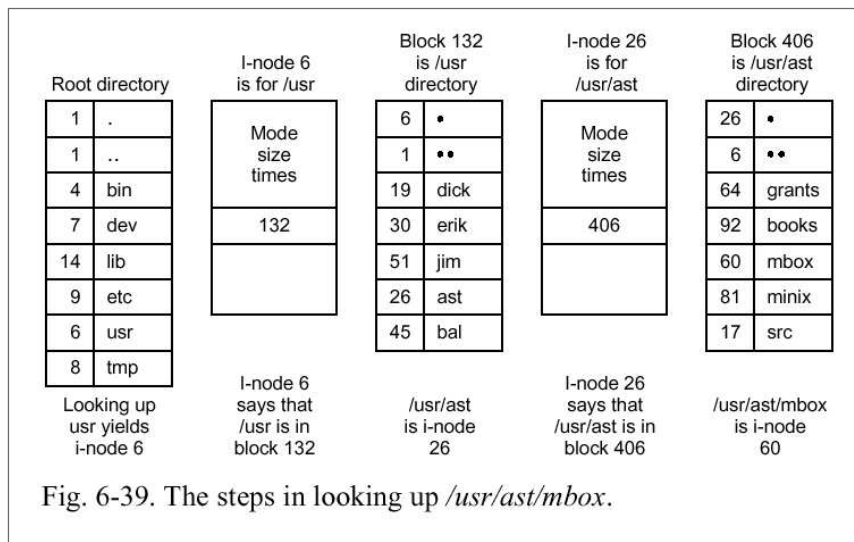 Root directory
1 .
1 ..
4 bin
7 dev
14 lib
9 etc
6 usr
8 tmp
Looking up
usr yields
i-node 6
I-node 6
is for /usr
Mode
size
times
132
I-node 6
says that
/usr is in
block 132
Block 132
is /usr
directory
6 •
1 ••
19 dick
30 erik
51 jim
26 ast
45 bal
/usr/ast
is i-node
26
I-node 26
is for
/usr/ast
Mode
size
times
406
I-node 26
says that
/usr/ast is in
block 406
Block 406
is /usr/ast
directory
26 •
6 ••
64 grants
92 books
60 mbox
81 minix
17 src
/usr/ast/mbox
is i-node
60
Fig. 6-39. The steps in looking up /usr/ast/mbox.